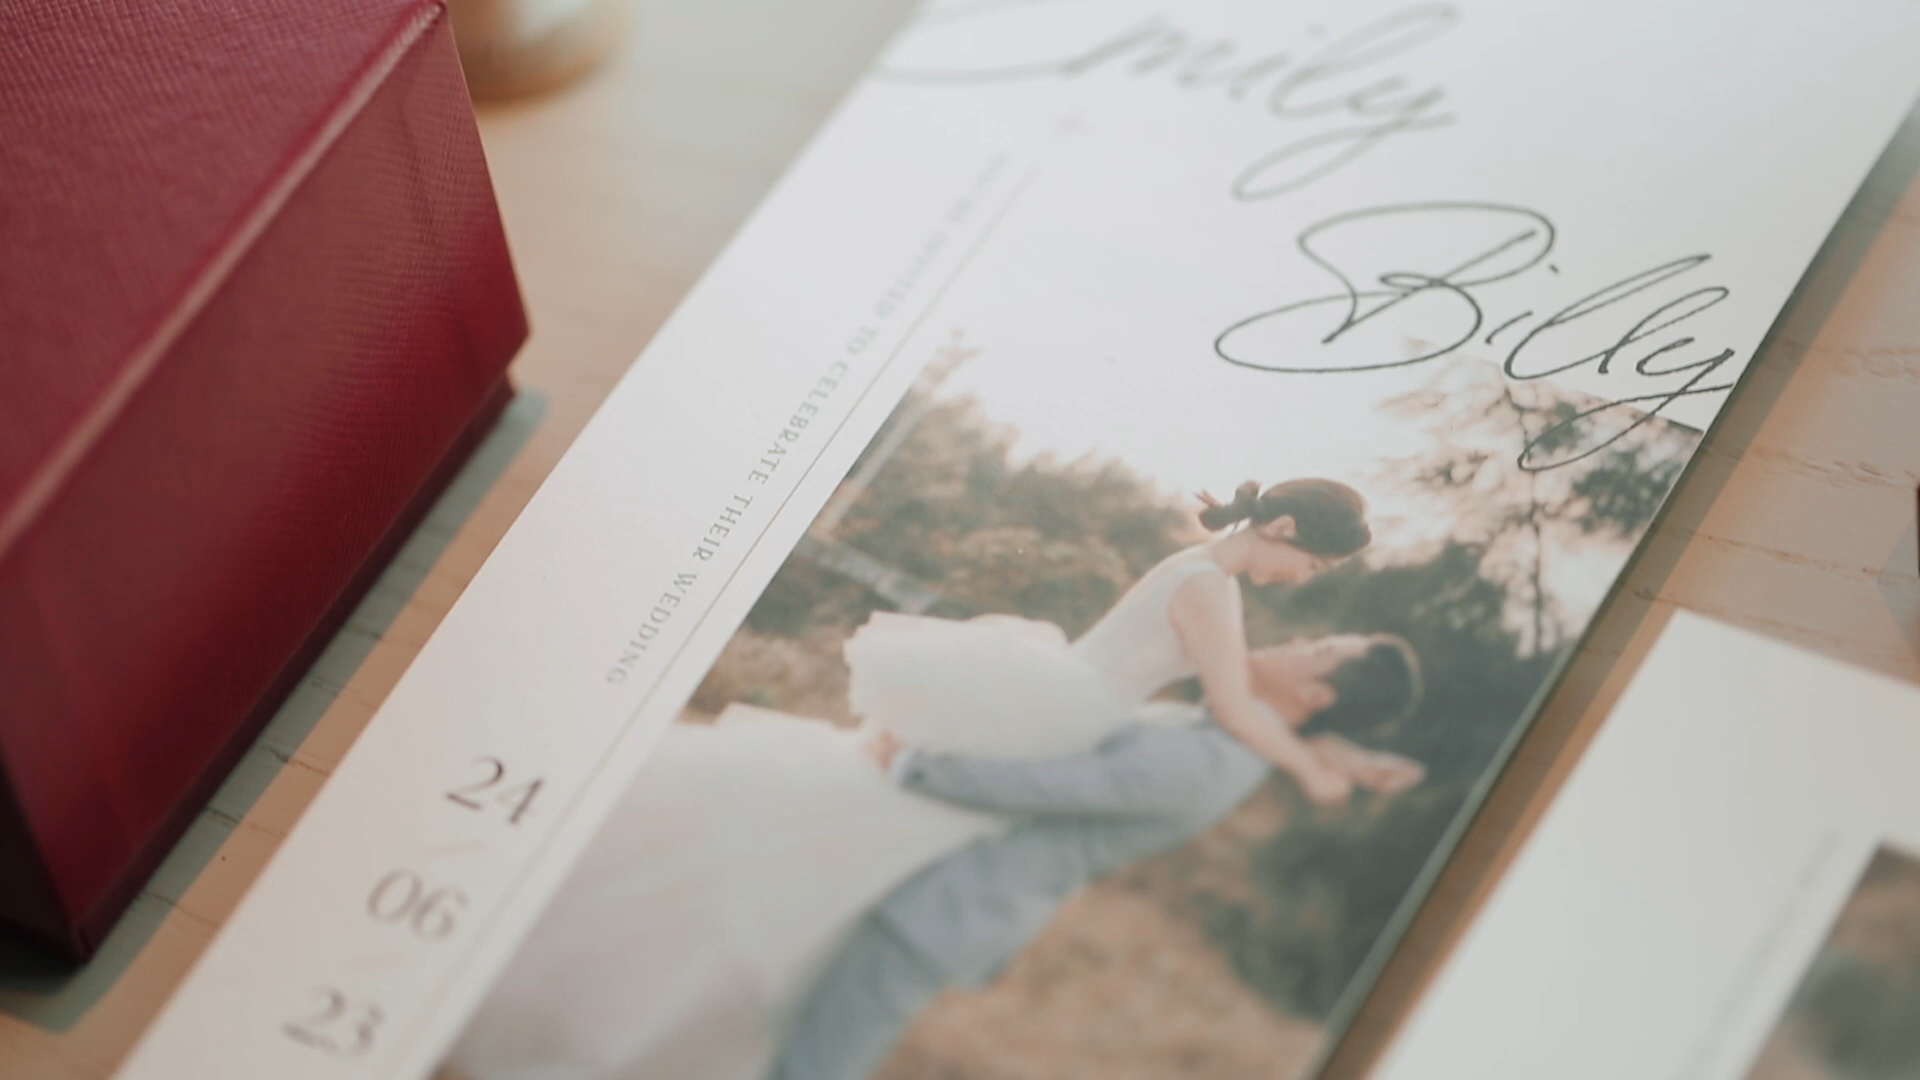 Emily
Billy
INVITED TO CELEBRATE THEIR WEDDING
24
06
23